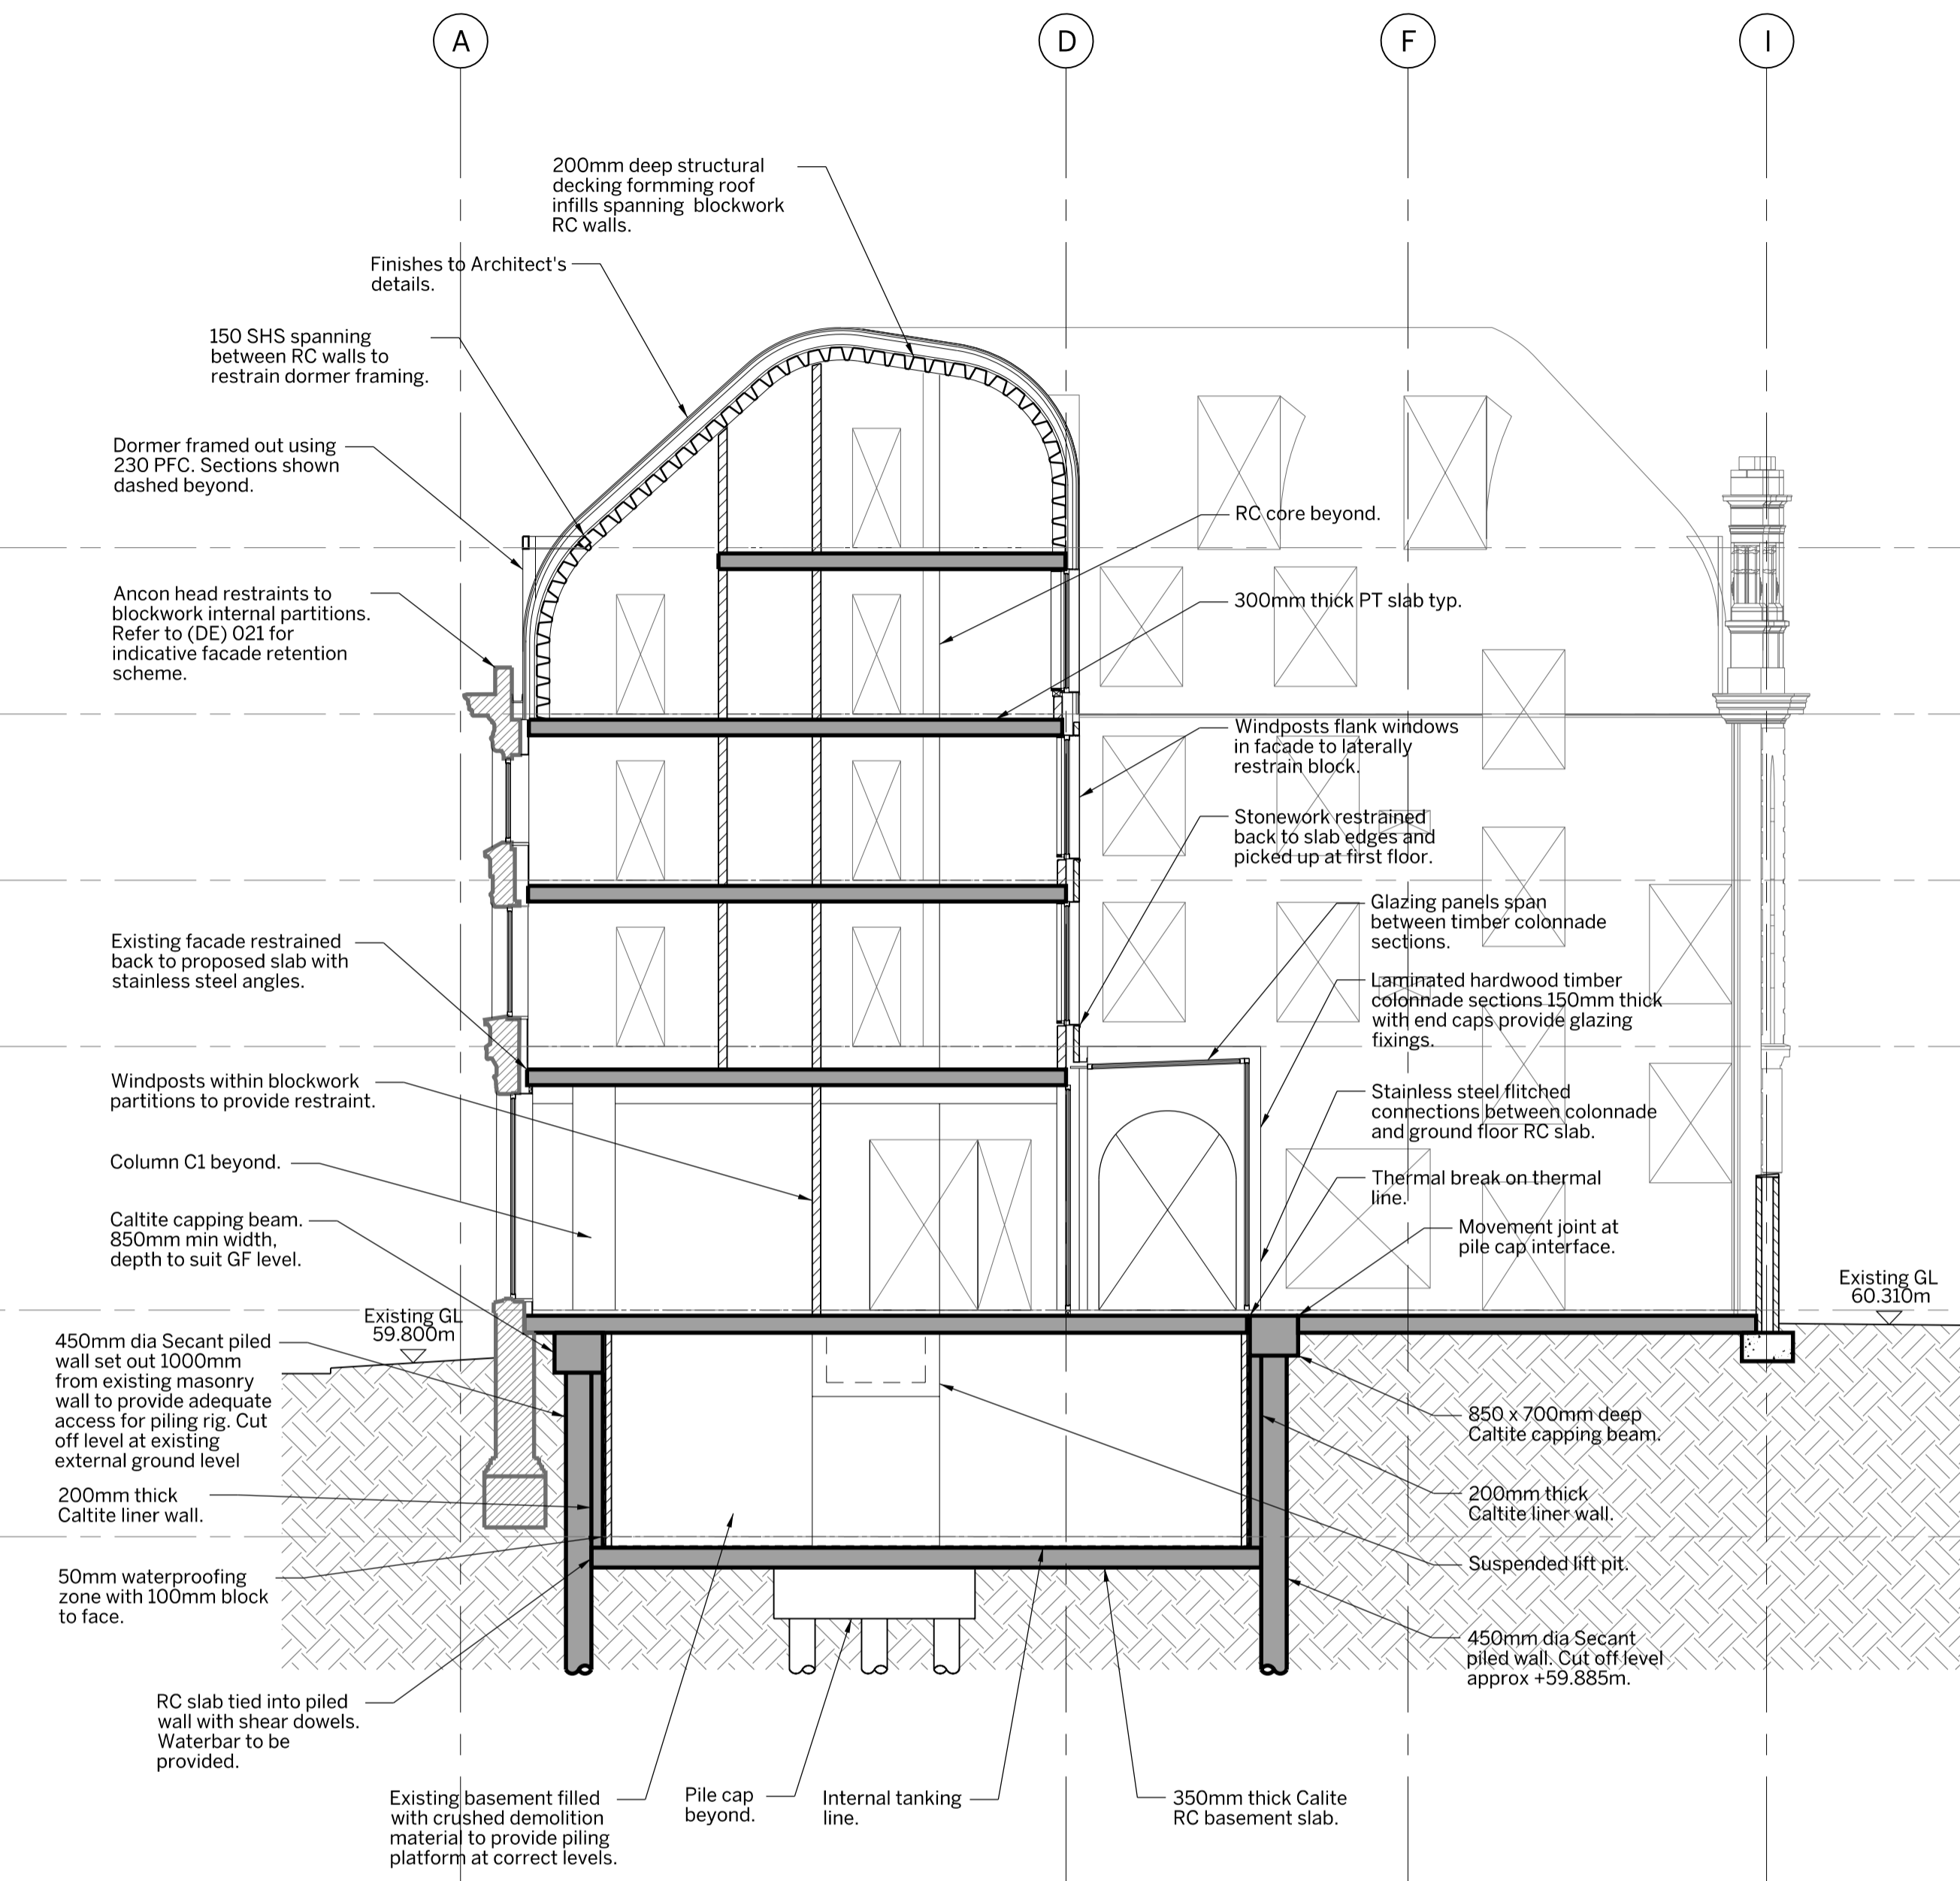 A
D
F
I
200mm deep structural
decking formming roof
infills spanning blockwork
RC walls.
Finishes to Architect's
details.
150 SHS spanning
between RC walls to
restrain dormer framing.
Dormer framed out using
230 PFC. Sections shown
dashed beyond.
Ancon head restraints to
blockwork internal partitions.
Refer to (DE) 021 for
indicative facade retention
scheme.
Existing facade restrained
back to proposed slab with
stainless steel angles.
Windposts within blockwork
partitions to provide restraint.
Column C1 beyond.
Caltite capping beam.
850mm min width,
depth to suit GF level.
Existing GL
59.800m
450mm dia Secant piled
wall set out 1000mm
from existing masonry
wall to provide adequate
access for piling rig. Cut
off level at existing
external ground level
200mm thick
Caltite liner wall.
50mm waterproofing
zone with 100mm block
to face.
RC slab tied into piled
wall with shear dowels.
Waterbar to be
provided.
Existing basement filled
with crushed demolition
material to provide piling
platform at correct levels.
Pile cap
beyond.
Internal tanking
line.
350mm thick Calite
RC basement slab.
RC core beyond.
300mm thick PT slab typ.
Windposts flank windows
in facade to laterally
restrain block.
Stonework restrained
back to slab edges and
picked up at first floor.
Glazing panels span
between timber colonnade
sections.
Laminated hardwood timber
colonnade sections 150mm thick
with end caps provide glazing
fixings.
Stainless steel flitched
connections between colonnade
and ground floor RC slab.
Thermal break on thermal
line.
Movement joint at
pile cap interface.
Existing GL
60.310m
850 x 700mm deep
Caltite capping beam.
200mm thick
Caltite liner wall.
Suspended lift pit.
450mm dia Secant
piled wall. Cut off level
approx +59.885m.